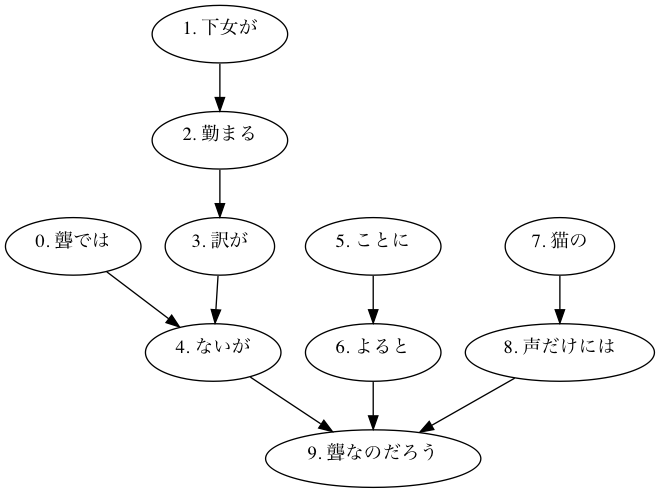 1. 下女が
2. 勤まる
0. 聾では
3. 訳が
5. ことに
7. 猫の
4. ないが
6. よると
8. 声だけには
9. 聾なのだろう